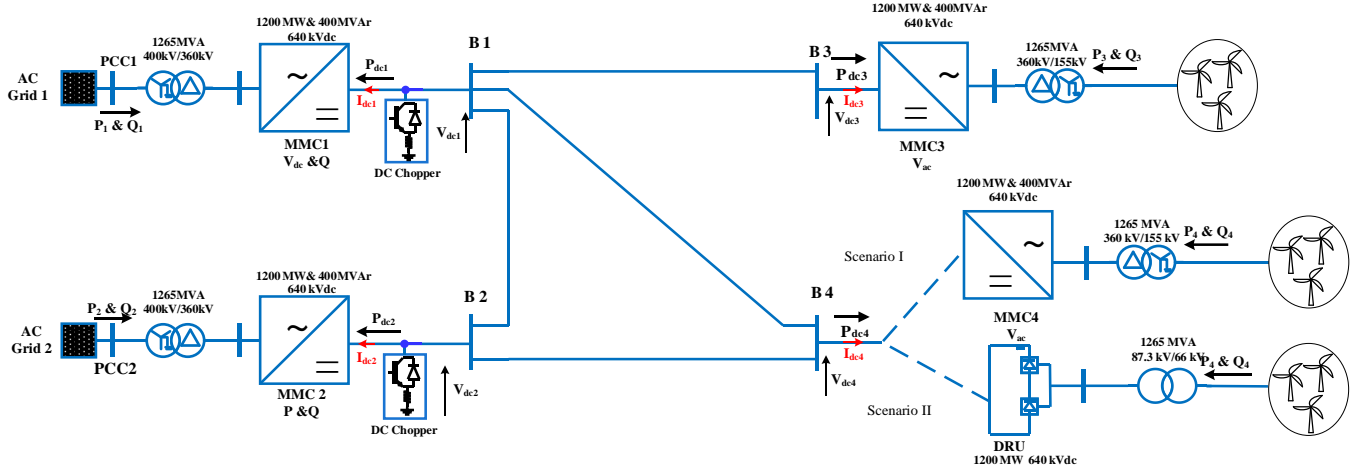 1200 MW & 400MVAr
640 kVdc
1265MVA
400kV/360kV
AC
Grid 1
PCC1
P1 & Q1
MMC1
Vdc &Q
Pdc1
Idc1
DC Chopper
Vdc1
B 1
B 3
Pdc3
Idc3
Vdc3
1200 MW & 400MVAr
640 kVdc
MMC3
Vac
1265MVA
360kV/155kV
P3 & Q3
AC
Grid 2
PCC2
P2 & Q2
1265MVA
400kV/360kV
1200 MW & 400MVAr
640 kVdc
MMC 2
P &Q
Pdc2
Idc2
DC Chopper
Vdc2
B 2
B 4
Pdc4
Idc4
Vdc4
Scenario I
Scenario II
1200 MW & 400MVAr
640 kVdc
MMC4
Vac
1265 MVA
360 kV/155 kV
P4 & Q4
DRU
1200 MW 640 kVdc
1265 MVA
87.3 kV/66 kV
P4 & Q4